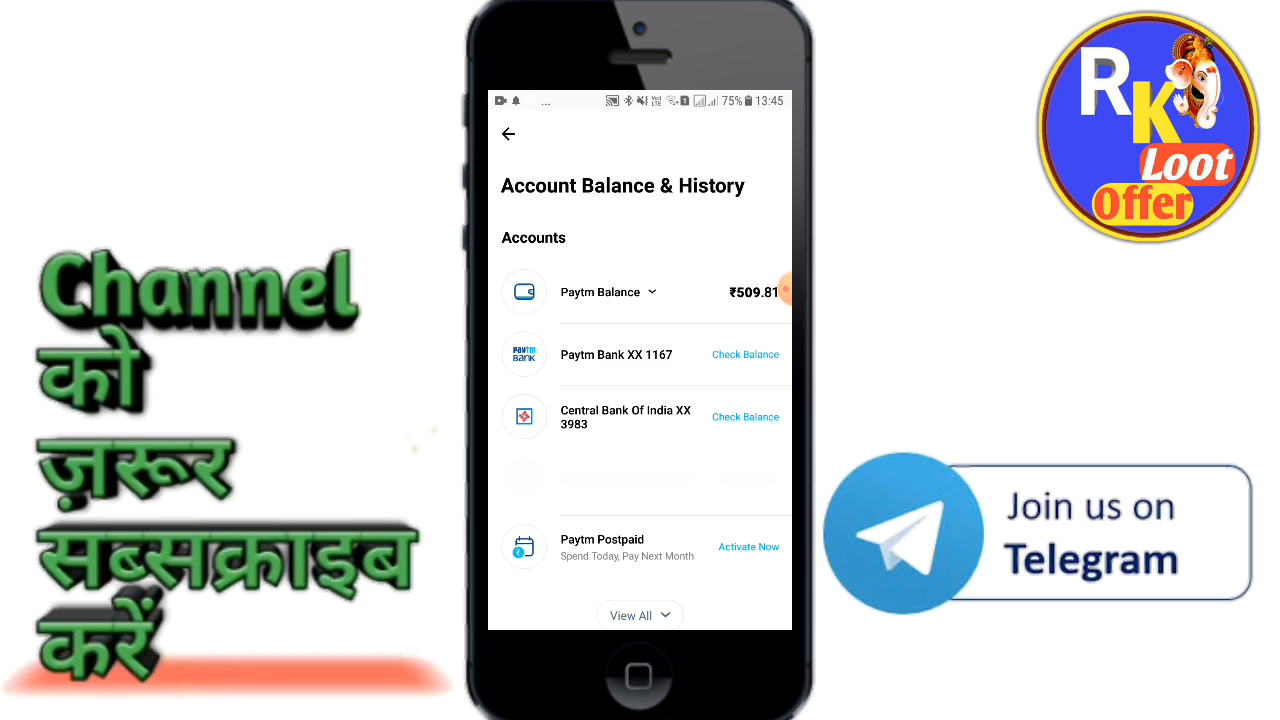 Channel
को
ज़रूर
सब्सक्राइब
करें
... 75% 13:45
Account Balance & History
Accounts
Paytm Balance ₹509.81
paytm BANK
Paytm Bank XX 1167 Check Balance
Central Bank Of India XX
3983 Check Balance
Paytm Postpaid
Spend Today, Pay Next Month Activate Now
View All
RK
Loot
Offer
Join us on
Telegram